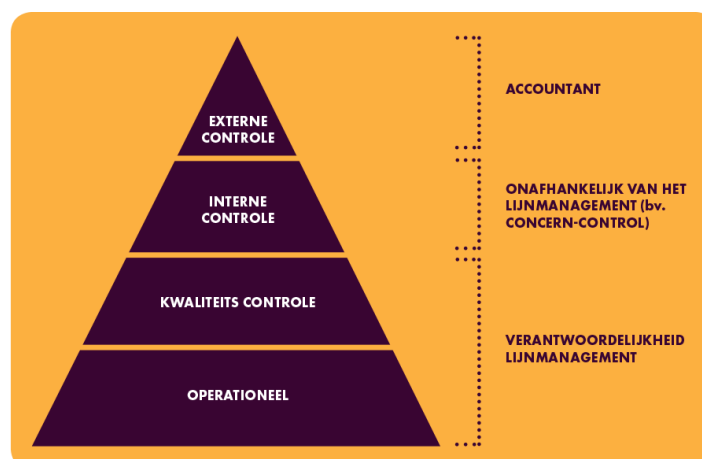 EXTERNE
CONTROLE
ACCOUNTANT
INTERNE
CONTROLE
ONAFHANKELIJK VAN HET
LIJNMANAGEMENT (bv.
CONCERN-CONTROL)
KWALITEITS CONTROLE
VERANTWOORDELIJKHEID
LIJNMANAGEMENT
OPERATIONEEL